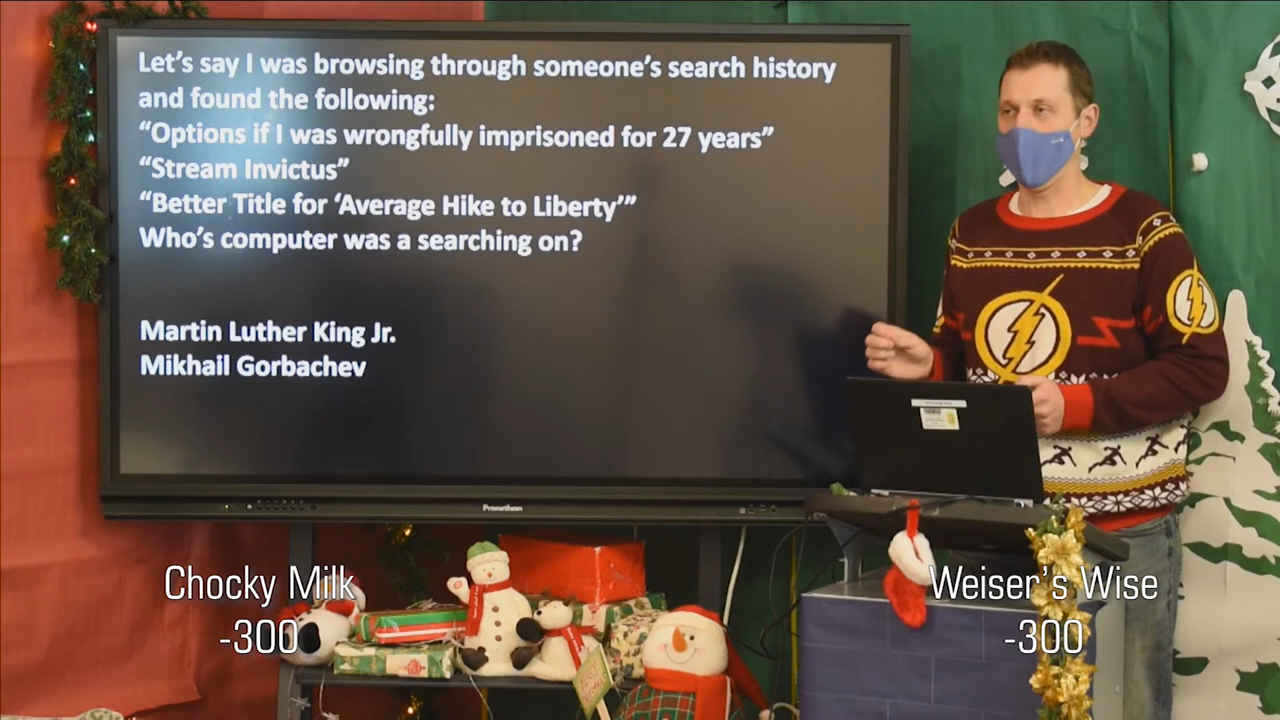 Let’s say I was browsing through someone’s search history
and found the following:
“Options if I was wrongfully imprisoned for 27 years”
“Stream Invictus”
“Better Title for ‘Average Hike to Liberty’”
Who’s computer was a searching on?
Martin Luther King Jr.
Mikhail Gorbachev
Promethean
Chocky Milk
-300
Weiser’s Wise
-300